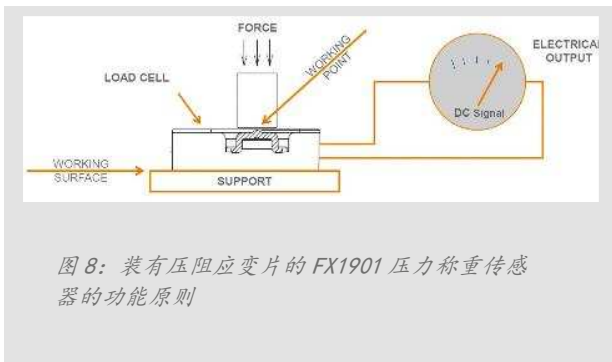 FORCE
WORKING
POINT
ELECTRICA
OUTPUT
LOAD CELL
DC Signal
WORKING
SURFACE
SUPPORT
图 8：装有压阻应变片的 FX1901 压力称重传感
器的功能原则